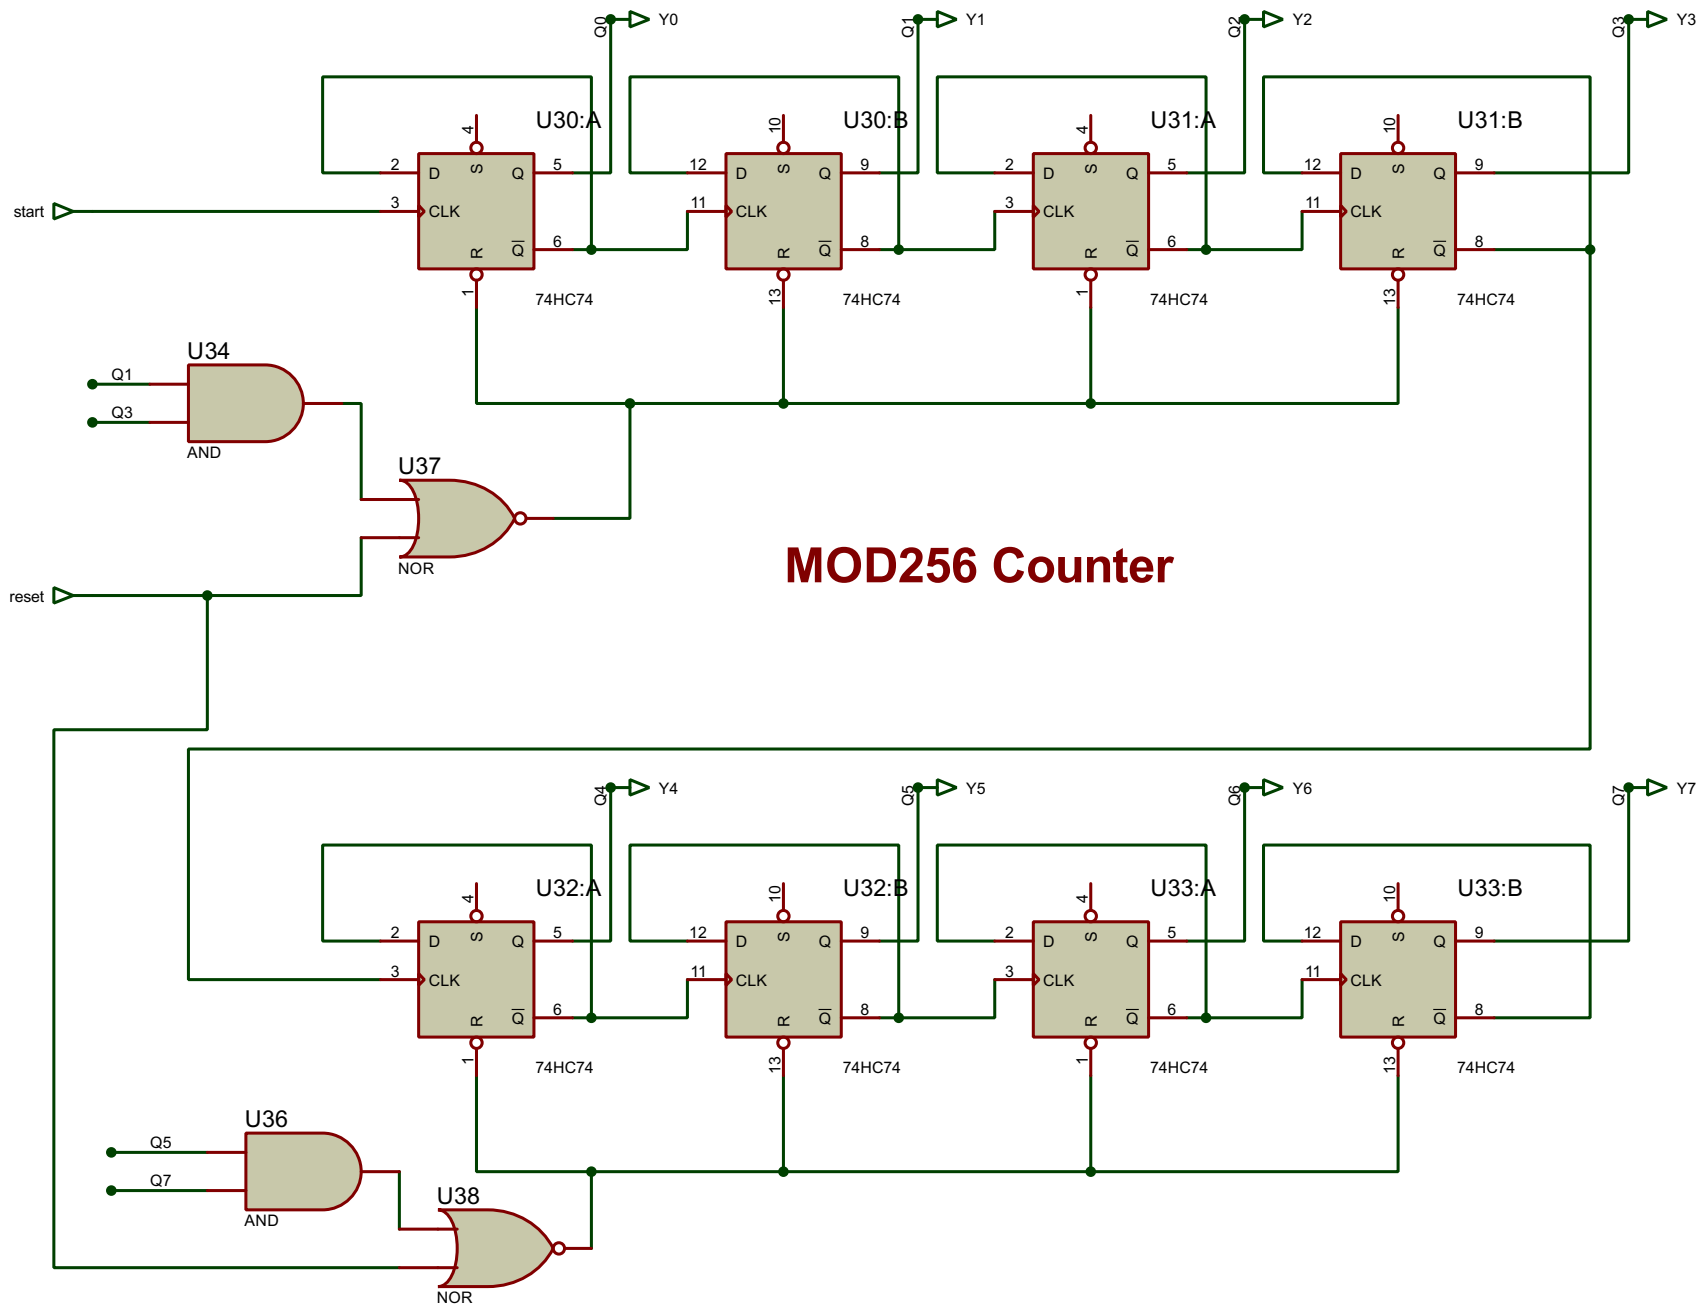 Q0 Y0 Q1 Y1 Q2 Y2 Q3 Y3
U30:A U30:B U31:A U31:B
4 10 4 10
2 D S Q 5 12 D S Q 9 2 D S Q 5 12 D S Q 9
start 3 CLK 11 CLK 3 CLK 11 CLK
R Q 6 R Q 8 R Q 6 R Q 8
1 74HC74 13 74HC74 1 74HC74 13 74HC74
U34
Q1
Q3
AND
U37
NOR
MOD256 Counter
reset
Q4 Y4 Q5 Y5 Q6 Y6 Q7 Y7
U32:A U32:B U33:A U33:B
4 10 4 10
2 D S Q 5 12 D S Q 9 2 D S Q 5 12 D S Q 9
3 CLK 11 CLK 3 CLK 11 CLK
R Q 6 R Q 8 R Q 6 R Q 8
1 74HC74 13 74HC74 1 74HC74 13 74HC74
U36
Q5
Q7
AND
U38
NOR